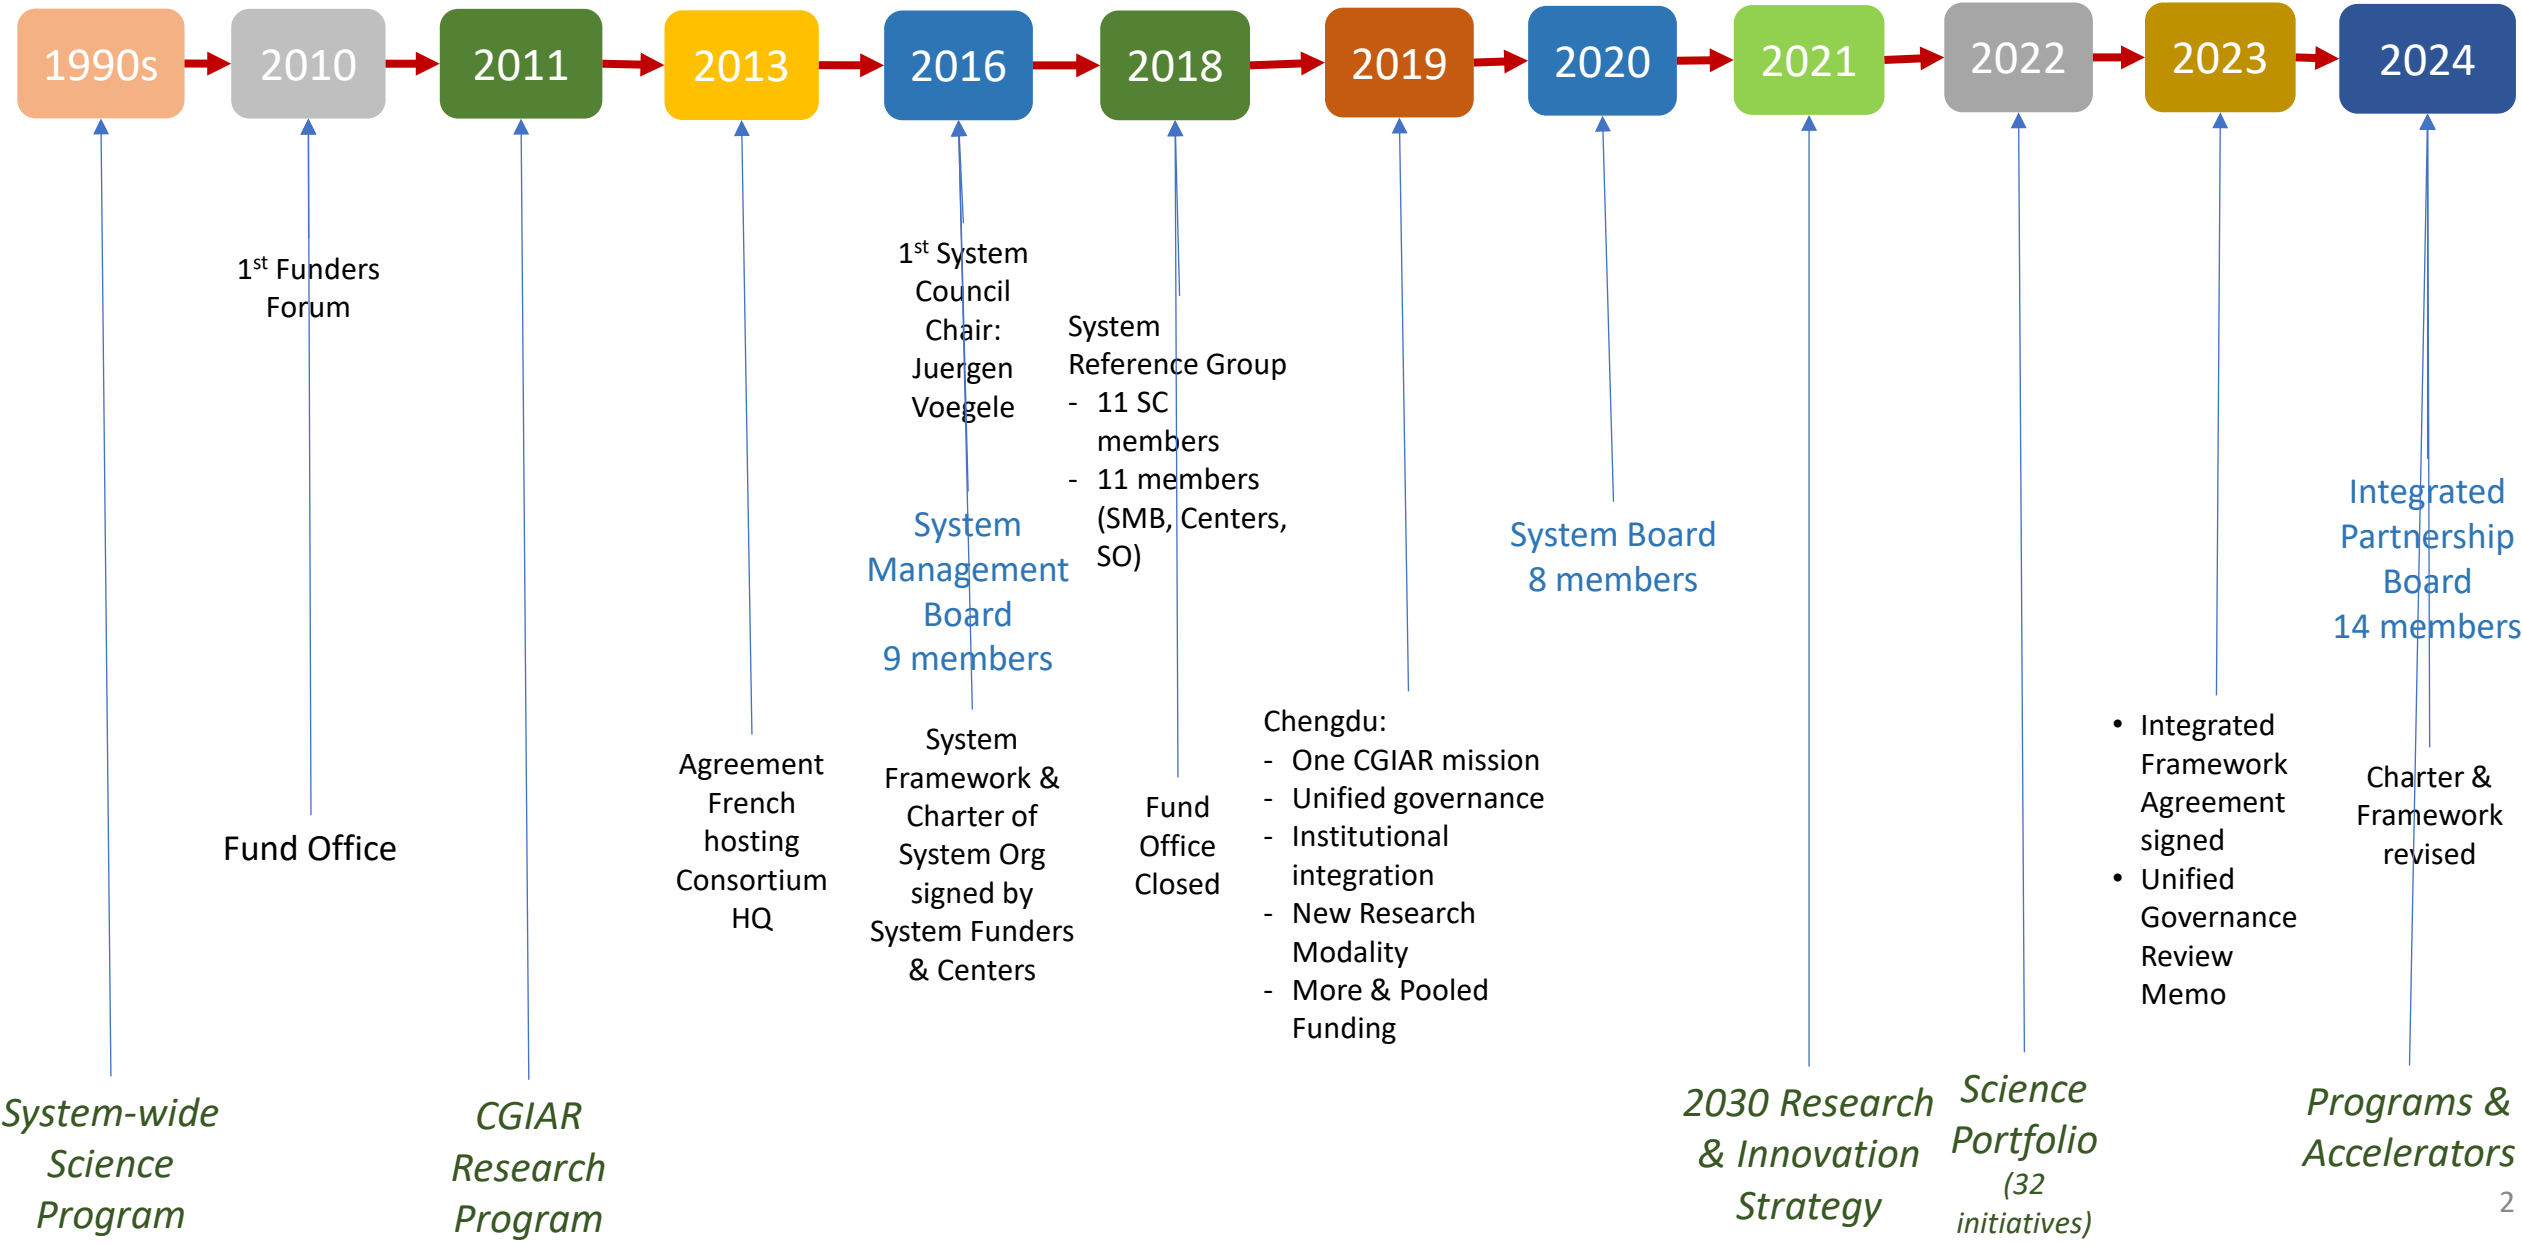 1990s
2010
2011
2013
2016
2018
2019
2020
2021
2022
2023
2024
1st Funders
Forum
Fund Office
1st System
Council
Chair:
Juergen
Voegele
System
Management
Board
9 members
System
Framework &
Charter of
System Org
signed by
System Funders
& Centers
System
Reference Group
- 11 SC
members
- 11 members
(SMB, Centers,
SO)
Fund
Office
Closed
Agreement
French
hosting
Consortium
HQ
Chengdu:
- One CGIAR mission
- Unified governance
- Institutional
integration
- New Research
Modality
- More & Pooled
Funding
System Board
8 members
• Integrated
Framework
Agreement
signed
• Unified
Governance
Review
Memo
Integrated
Partnership
Board
14 members
Charter &
Framework
revised
System-wide
Science
Program
CGIAR
Research
Program
2030 Research
& Innovation
Strategy
Science
Portfolio
(32
initiatives)
Programs &
Accelerators
2